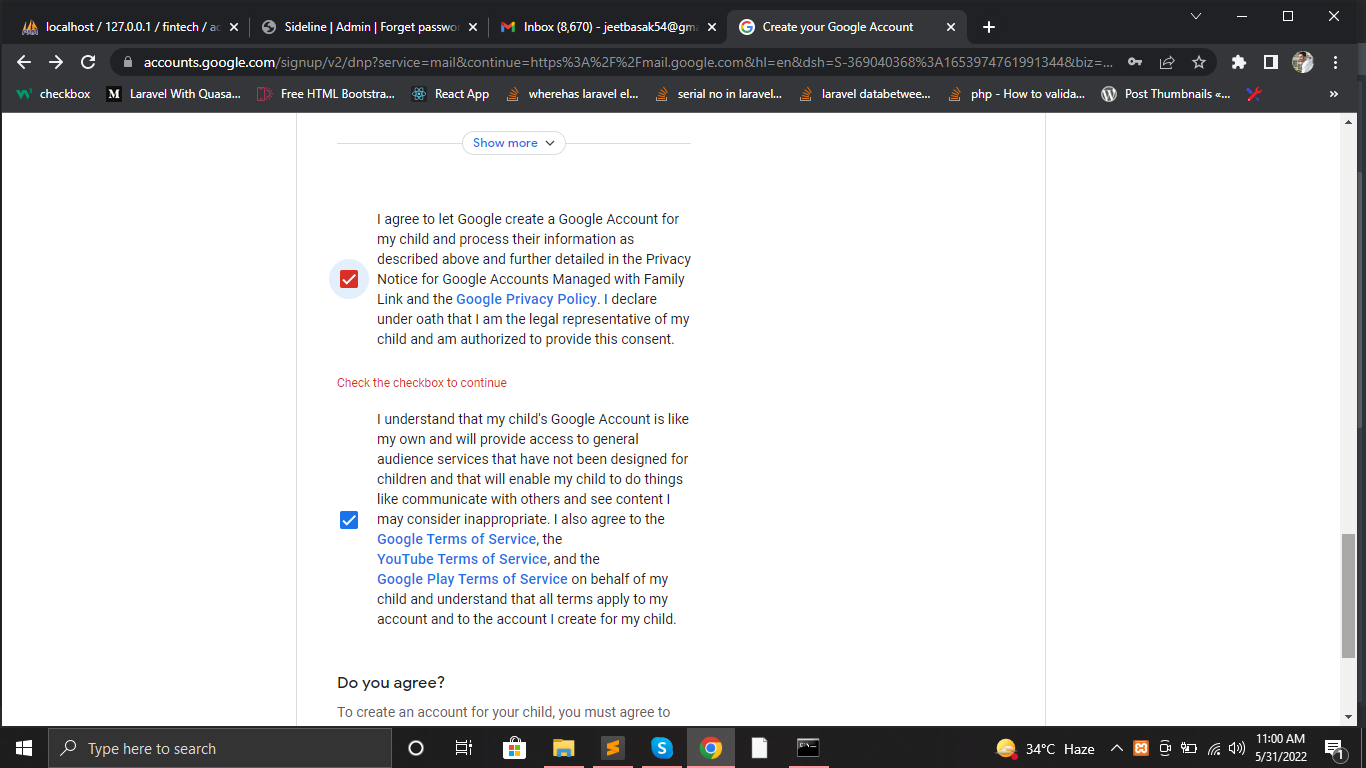 localhost / 127.0.0.1 / fintech / ac
Sideline | Admin | Forget passwor
Inbox (8,670) - jeetbasak54@gma
Create your Google Account
accounts.google.com/signup/v2/dnp?service=mail&continue=https%3A%2F%2Fmail.google.com&hl=en&dsh=S-369040368%3A1653974761991344&biz=...
checkbox
Laravel With Quasa...
Free HTML Bootstra...
React App
wherehas laravel el...
serial no in laravel...
laravel databetwee...
php - How to valida...
Post Thumbnails «...
»
Show more
I agree to let Google create a Google Account for
my child and process their information as
described above and further detailed in the Privacy
Notice for Google Accounts Managed with Family
Link and the Google Privacy Policy. I declare
under oath that I am the legal representative of my
child and am authorized to provide this consent.
Check the checkbox to continue
I understand that my child's Google Account is like
my own and will provide access to general
audience services that have not been designed for
children and that will enable my child to do things
like communicate with others and see content I
may consider inappropriate. I also agree to the
Google Terms of Service, the
YouTube Terms of Service, and the
Google Play Terms of Service on behalf of my
child and understand that all terms apply to my
account and to the account I create for my child.
Do you agree?
To create an account for your child, you must agree to
Type here to search
34°C Haze
11:00 AM
5/31/2022
1